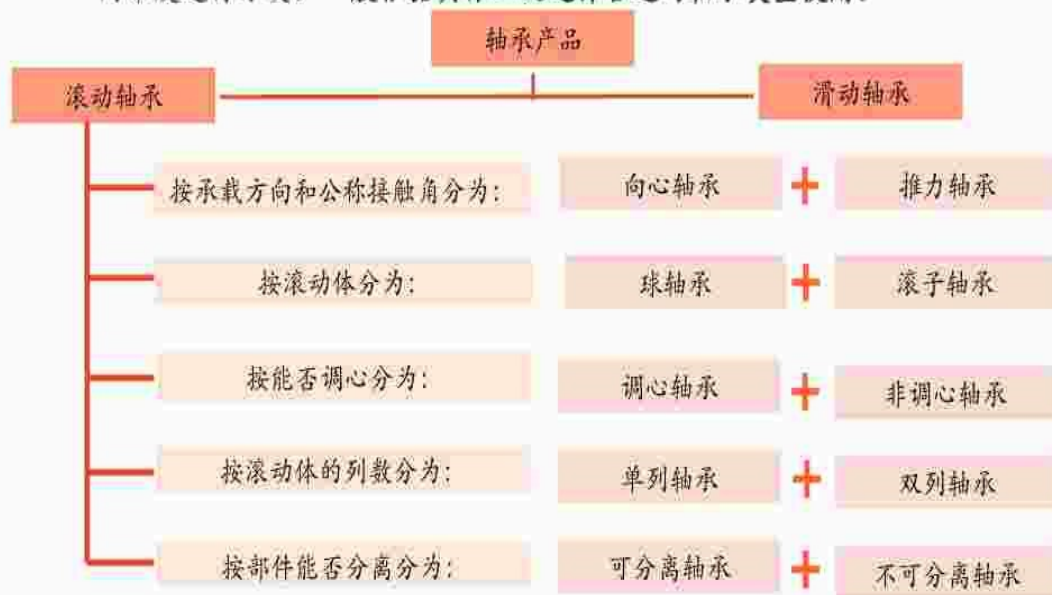 轴承产品
滚动轴承
滑动轴承
按承载方向和公称接触角分为：
向心轴承
+
推力轴承
按滚动体分为：
球轴承
+
滚子轴承
按能否调心分为：
调心轴承
+
非调心轴承
按滚动体的列数分为：
单列轴承
+
双列轴承
按部件能否分离分为：
可分离轴承
+
不可分离轴承